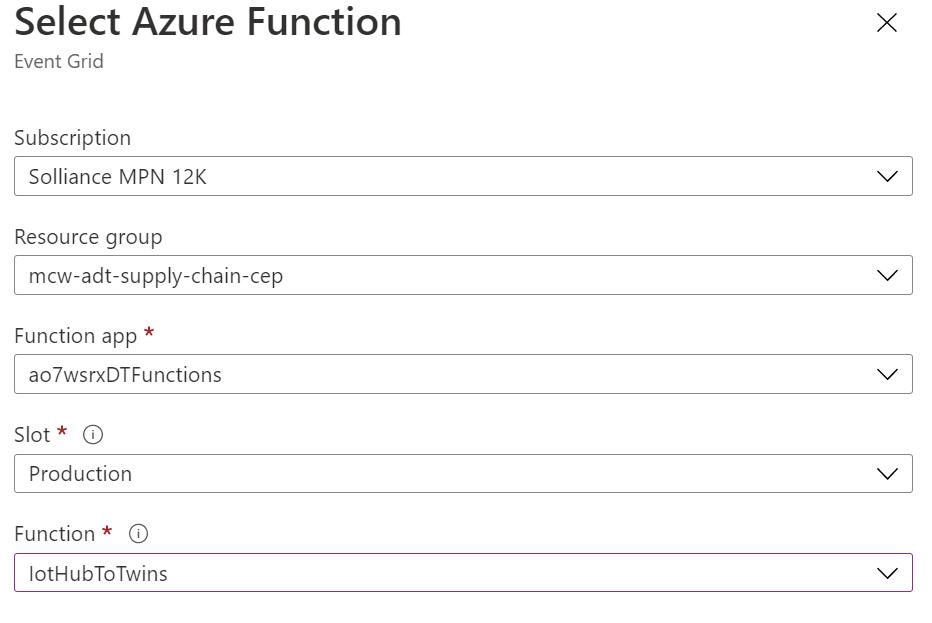 Select Azure Function
Event Grid
Subscription
Solliance MPN 12K
Resource group
mcw-adt-supply-chain-cep
Function app *
ao7wsrxDTFunctions
Slot *
Production
Function *
IotHubToTwins